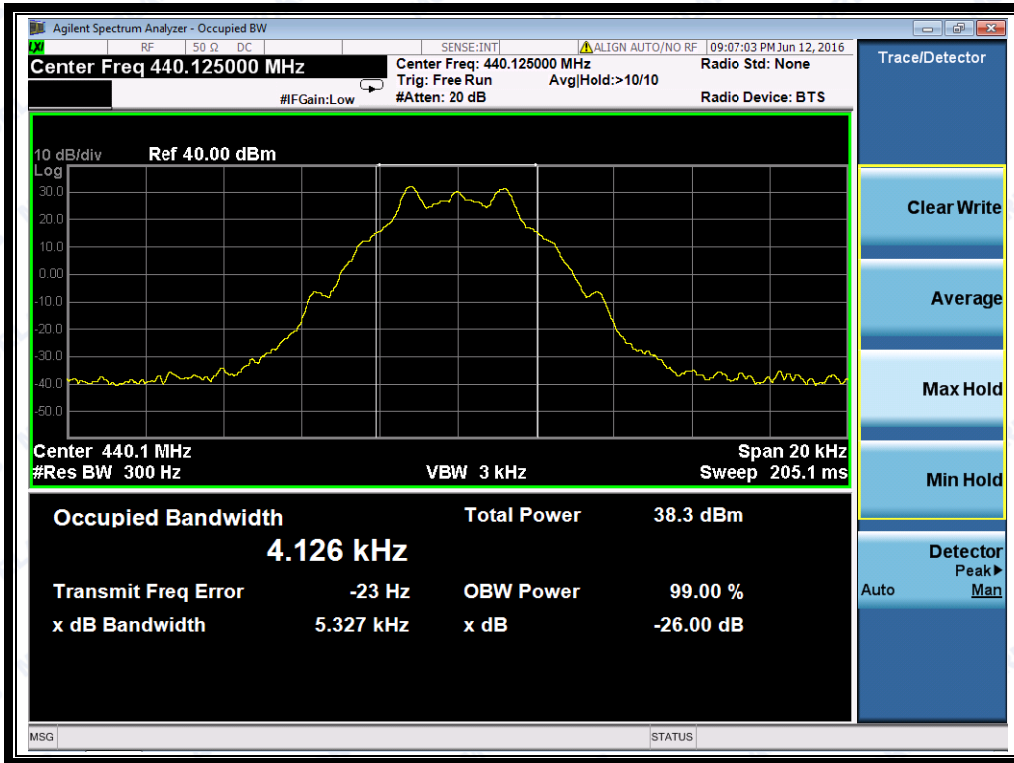 Agilent Spectrum Analyzer - Occupied BW
LXI RF 50 Ω DC SENSE:INT ALIGN AUTO/NO RF 09:07:03 PM Jun 12, 2016
Center Freq 440.125000 MHz
Center Freq: 440.125000 MHz
Radio Std: None
Trig: Free Run Avg|Hold:>10/10
#IFGain:Low
#Atten: 20 dB
Radio Device: BTS
10 dB/div Ref 40.00 dBm
Log
30.0
20.0
10.0
0.00
-10.0
-20.0
-30.0
-40.0
-50.0
Center 440.1 MHz Span 20 kHz
#Res BW 300 Hz VBW 3 kHz Sweep 205.1 ms
Occupied Bandwidth Total Power 38.3 dBm
4.126 kHz
Transmit Freq Error -23 Hz OBW Power 99.00 %
x dB Bandwidth 5.327 kHz x dB -26.00 dB
MSG STATUS
Trace/Detector
Clear Write
Average
Max Hold
Min Hold
Detector
Peak▶
Auto Man